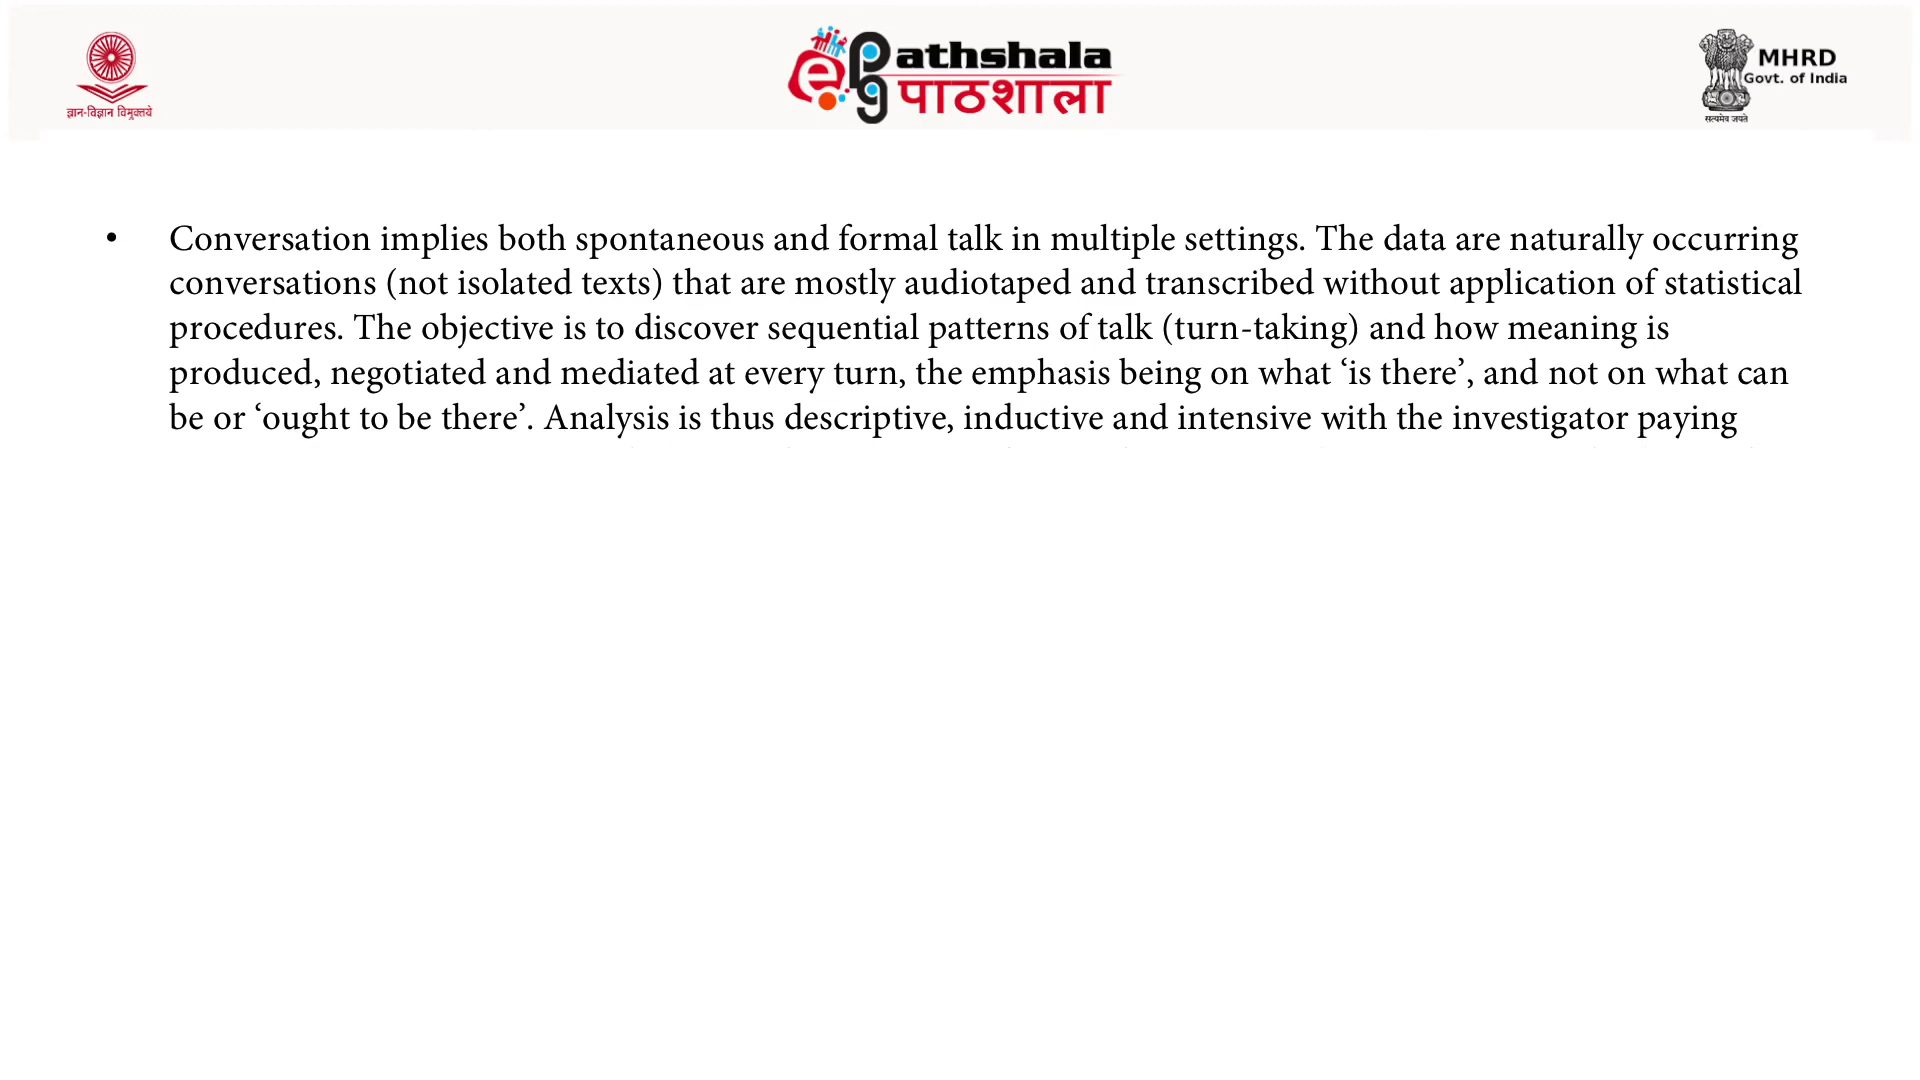 ज्ञान-विज्ञान विमुक्तये
e
pg
athshala
पाठशाला
MHRD
Govt. of India
सत्यमेव जयते
• Conversation implies both spontaneous and formal talk in multiple settings. The data are naturally occurring
conversations (not isolated texts) that are mostly audiotaped and transcribed without application of statistical
procedures. The objective is to discover sequential patterns of talk (turn-taking) and how meaning is
produced, negotiated and mediated at every turn, the emphasis being on what ‘is there’, and not on what can
be or ‘ought to be there’. Analysis is thus descriptive, inductive and intensive with the investigator paying